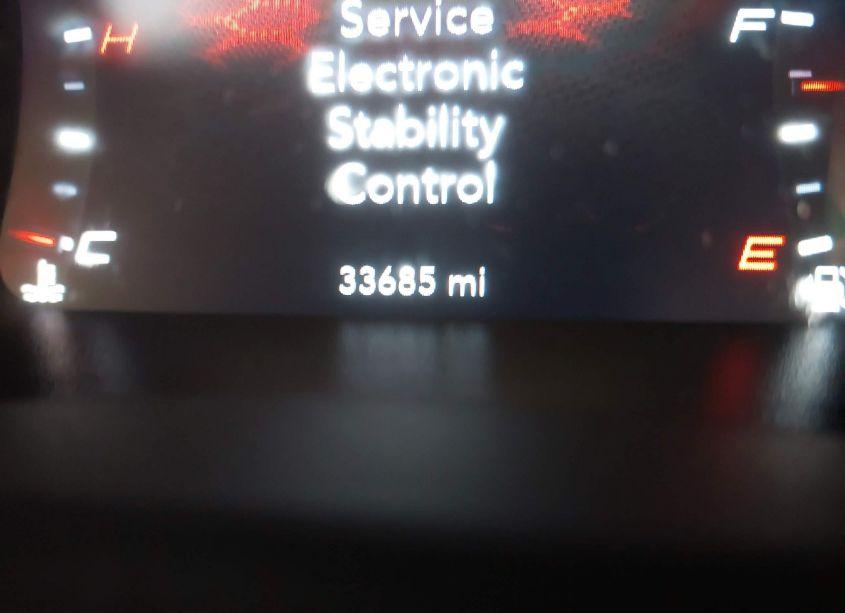 Service
H
F
Electronic
Stability
Control
C
E
33685 mi